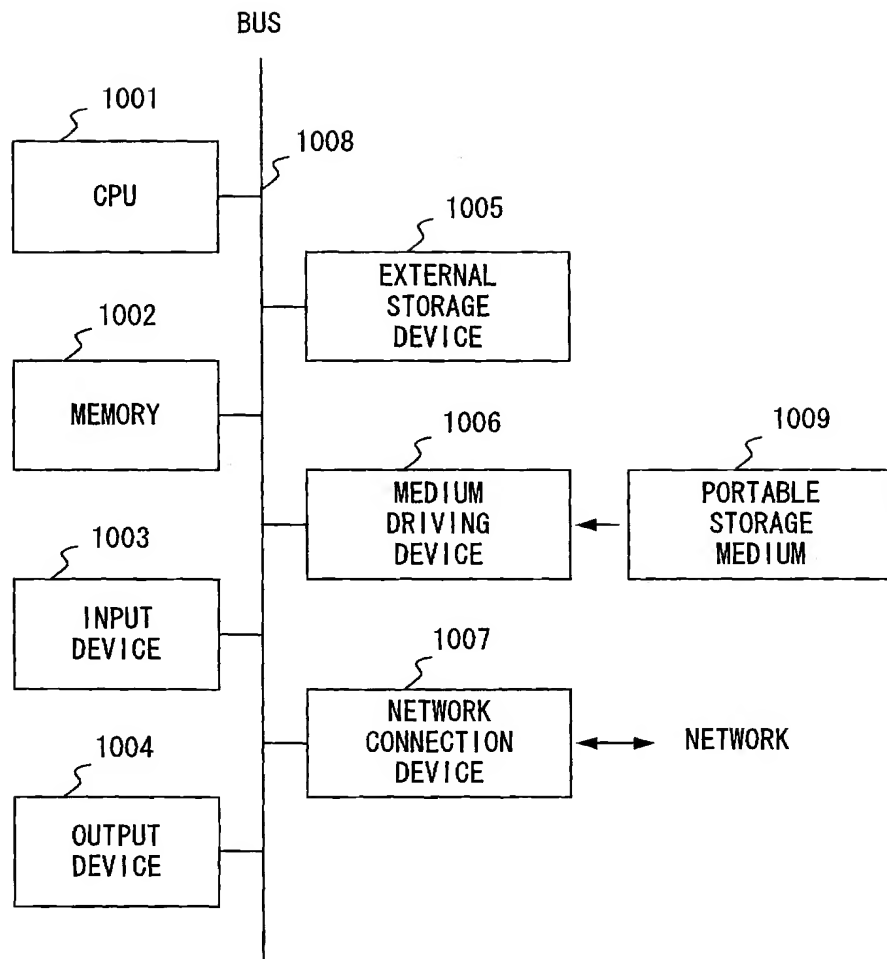 BUS
1001
CPU
1008
1005
EXTERNAL
STORAGE
DEVICE
1002
MEMORY
1006
MEDIUM
DRIVING
DEVICE
1009
PORTABLE
STORAGE
MEDIUM
1003
INPUT
DEVICE
1007
NETWORK
CONNECTION
DEVICE
NETWORK
1004
OUTPUT
DEVICE